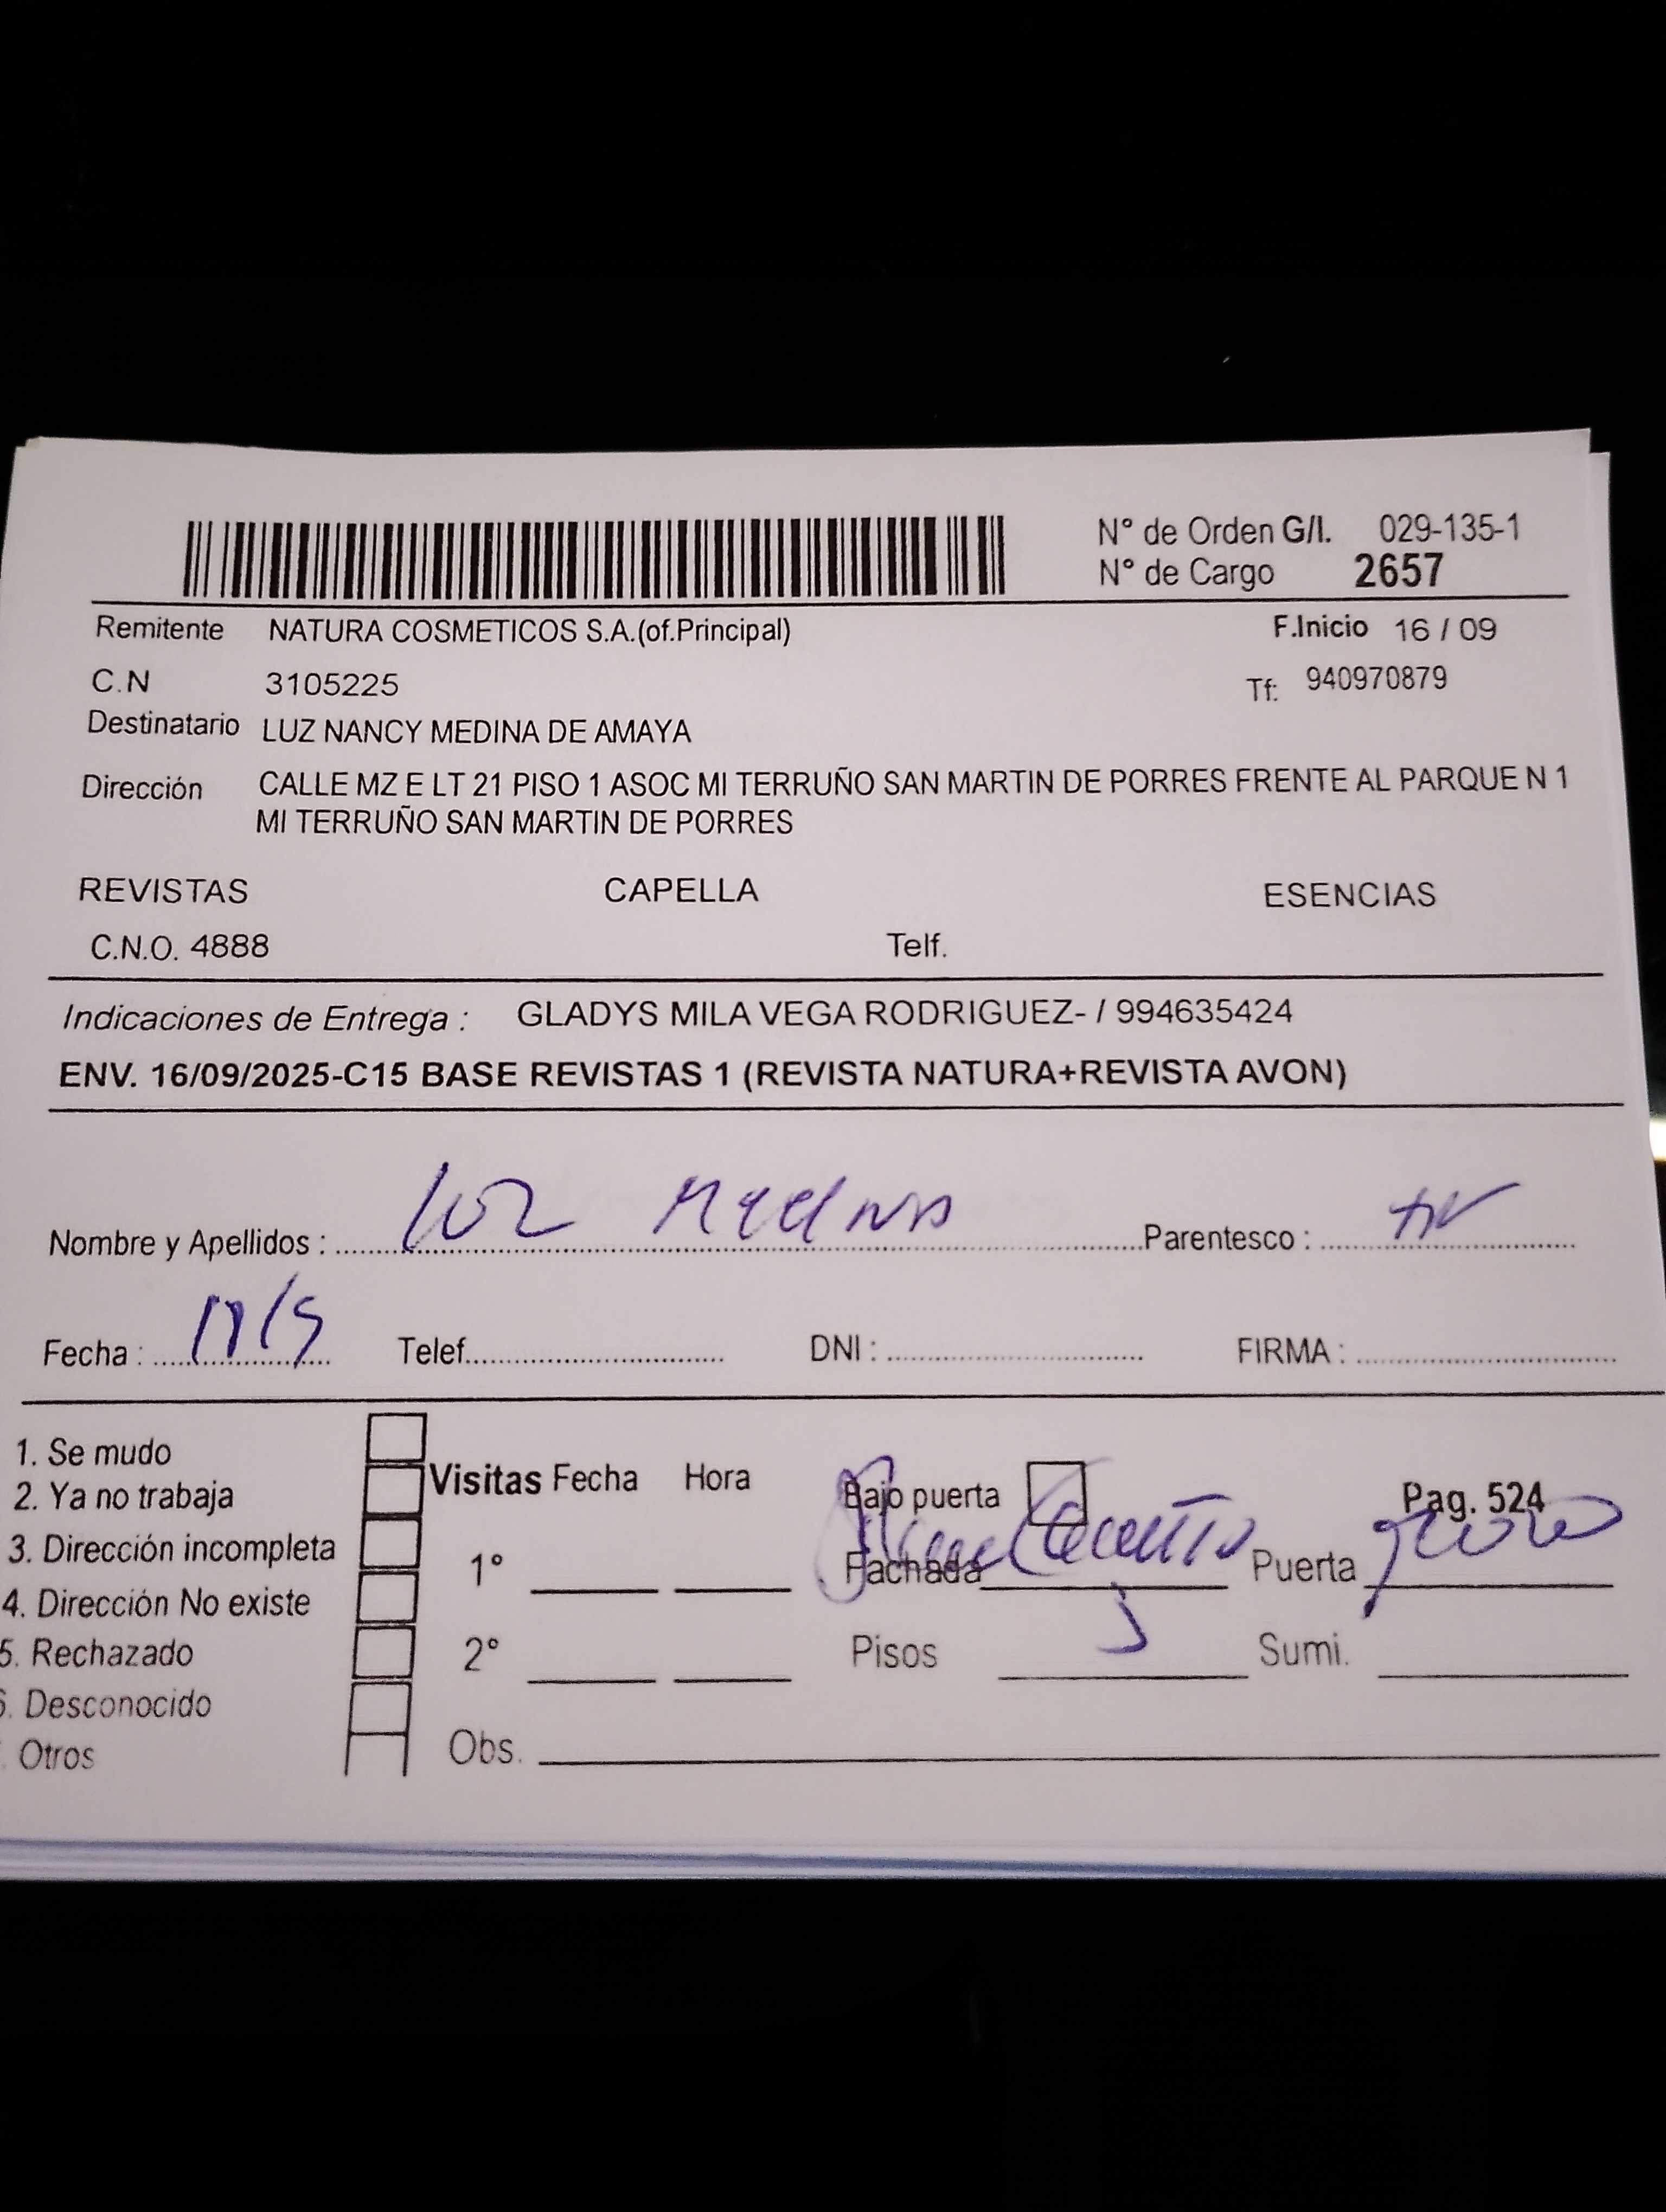 N° de Orden G/I. 029-135-1
N° de Cargo 2657
Remitente NATURA COSMETICOS S.A.(of.Principal) F.Inicio 16 / 09
C.N 3105225 Tf: 940970879
Destinatario LUZ NANCY MEDINA DE AMAYA
Dirección CALLE MZ E LT 21 PISO 1 ASOC MI TERRUÑO SAN MARTIN DE PORRES FRENTE AL PARQUE N 1
MI TERRUÑO SAN MARTIN DE PORRES
REVISTAS CAPELLA ESENCIAS
C.N.O. 4888 Telf.
Indicaciones de Entrega : GLADYS MILA VEGA RODRIGUEZ- / 994635424
ENV. 16/09/2025-C15 BASE REVISTAS 1 (REVISTA NATURA+REVISTA AVON)
Nombre y Apellidos : Luz Medina Parentesco :
Fecha : Telef. DNI : FIRMA :
1. Se mudo
2. Ya no trabaja
3. Dirección incompleta
4. Dirección No existe
5. Rechazado
6. Desconocido
. Otros
Visitas Fecha Hora Bajo puerta Pag. 524
1° Fachada Puerta
2° Pisos 3 Sumi.
Obs.